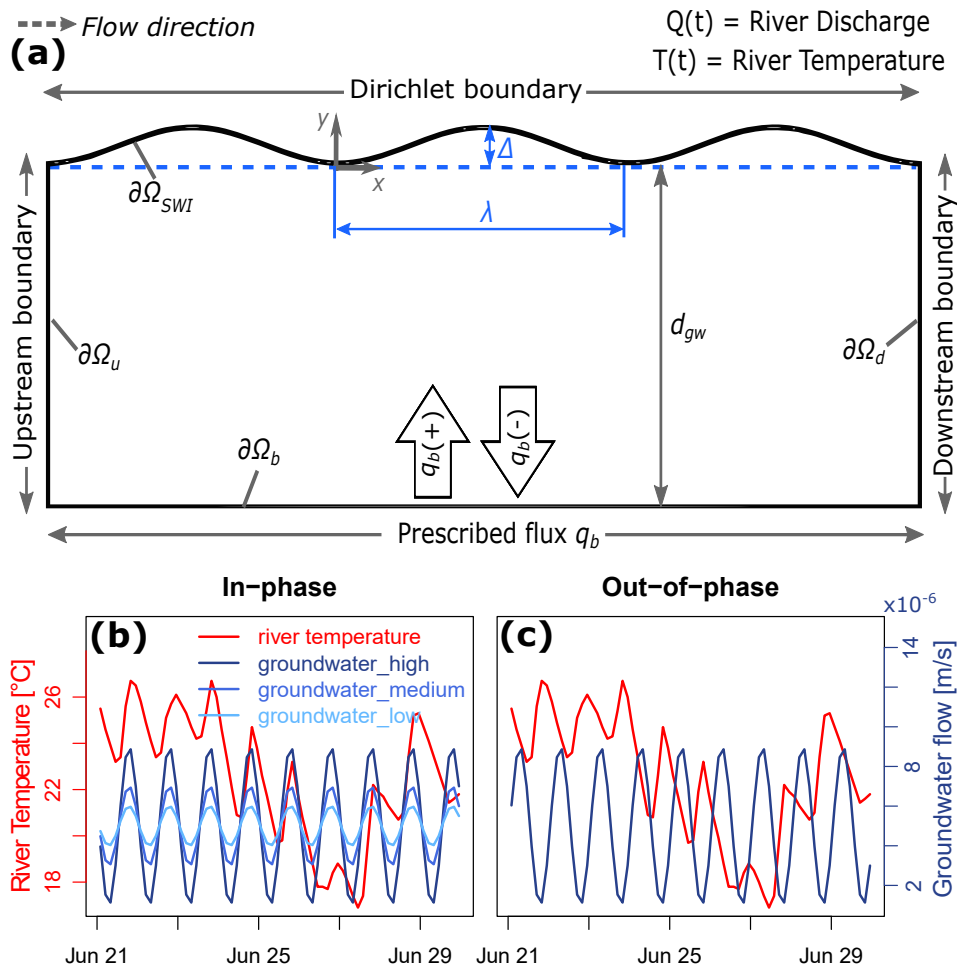 Flow direction
Q(t) = River Discharge
T(t) = River Temperature
(a)
Dirichlet boundary
y
x
Δ
λ
∂Ω_SWI
Upstream boundary
Downstream boundary
∂Ω_u
d_gw
∂Ω_d
q_b(+)
q_b(-)
∂Ω_b
Prescribed flux q_b
In−phase
Out−of−phase
x10^-6
(b)
river temperature
groundwater_high
groundwater_medium
groundwater_low
(c)
River Temperature [°C]
26
22
18
14
8
2
Groundwater flow [m/s]
Jun 21
Jun 25
Jun 29
Jun 21
Jun 25
Jun 29